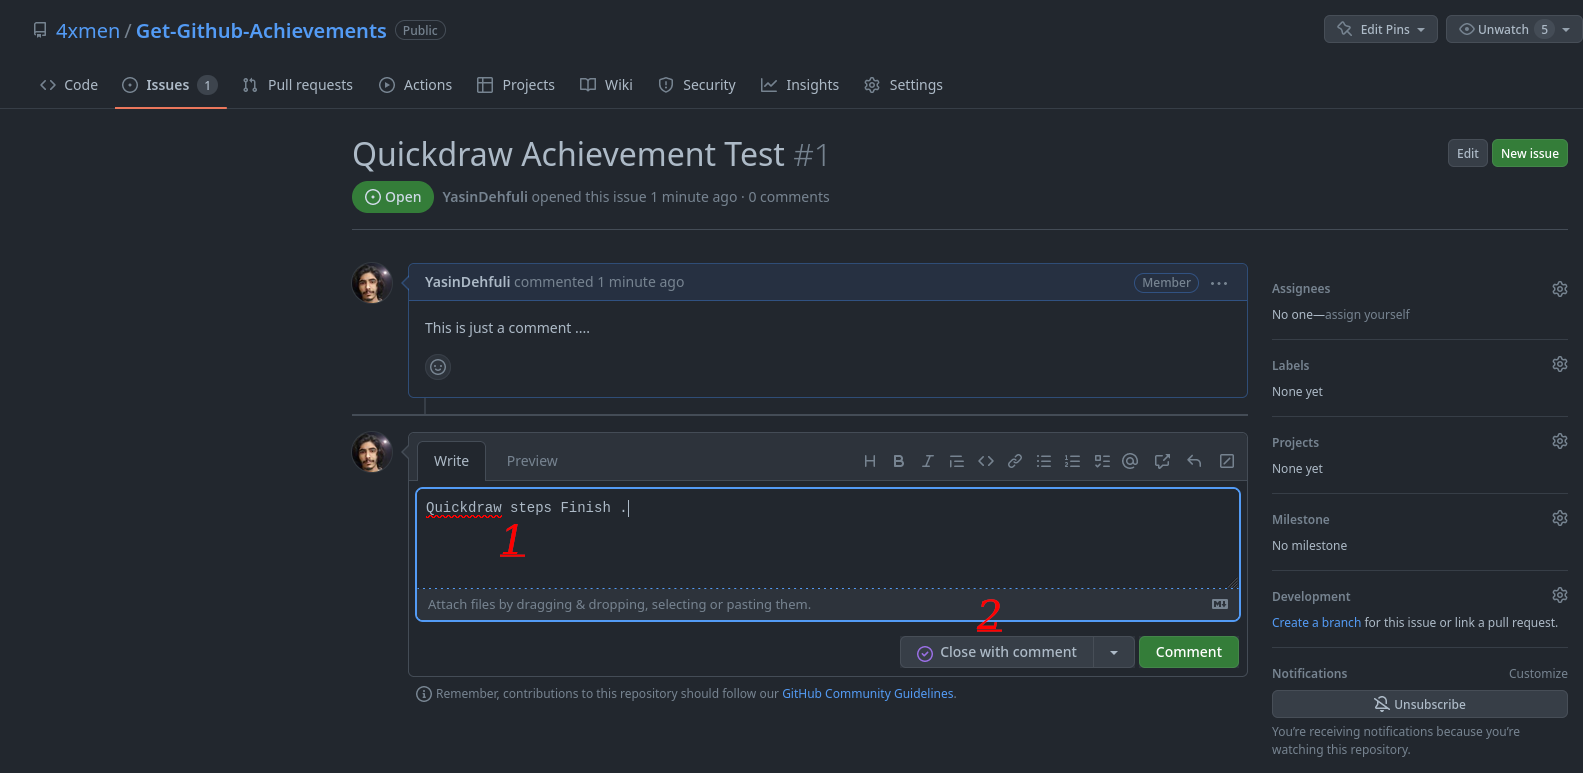 4xmen / Get-Github-Achievements Public
Edit Pins Unwatch 5
Code Issues 1 Pull requests Actions Projects Wiki Security Insights Settings
Quickdraw Achievement Test #1
Edit New issue
Open YasinDehfuli opened this issue 1 minute ago · 0 comments
YasinDehfuli commented 1 minute ago Member ...
This is just a comment ....
Write Preview H B I
Quickdraw steps Finish .
1
Attach files by dragging & dropping, selecting or pasting them.
2
Close with comment Comment
Remember, contributions to this repository should follow our GitHub Community Guidelines.
Assignees
No one—assign yourself
Labels
None yet
Projects
None yet
Milestone
No milestone
Development
Create a branch for this issue or link a pull request.
Notifications Customize
Unsubscribe
You're receiving notifications because you're
watching this repository.